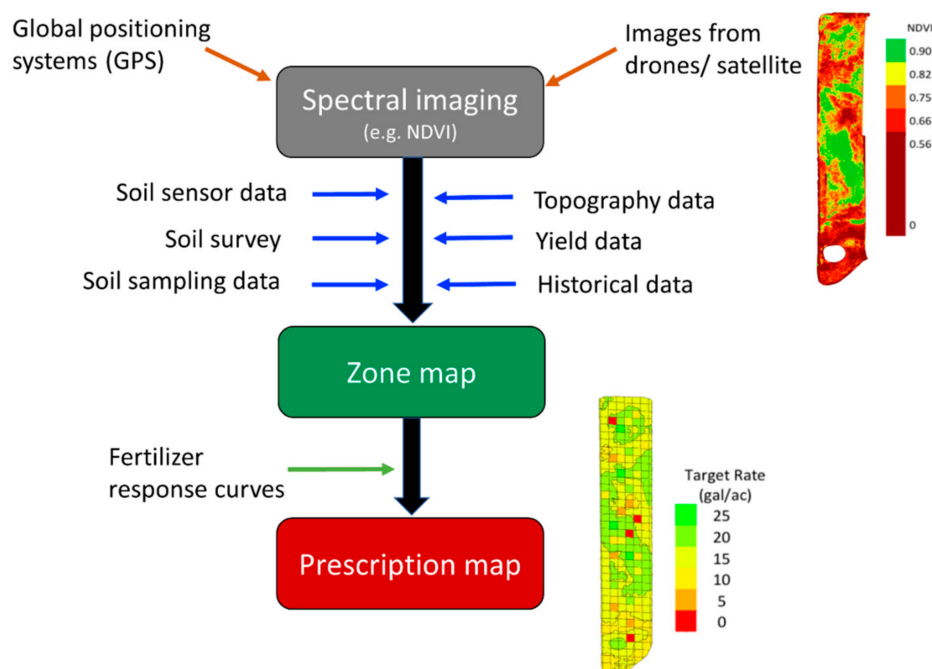 Global positioning
systems (GPS)
Images from
drones/ satellite
Spectral imaging
(e.g. NDVI)
Soil sensor data
Topography data
Soil survey
Yield data
Soil sampling data
Historical data
Zone map
Fertilizer
response curves
Prescription map
NDVI
0.90
0.82
0.75
0.66
0.56
0
Target Rate
(gal/ac)
25
20
15
10
5
0